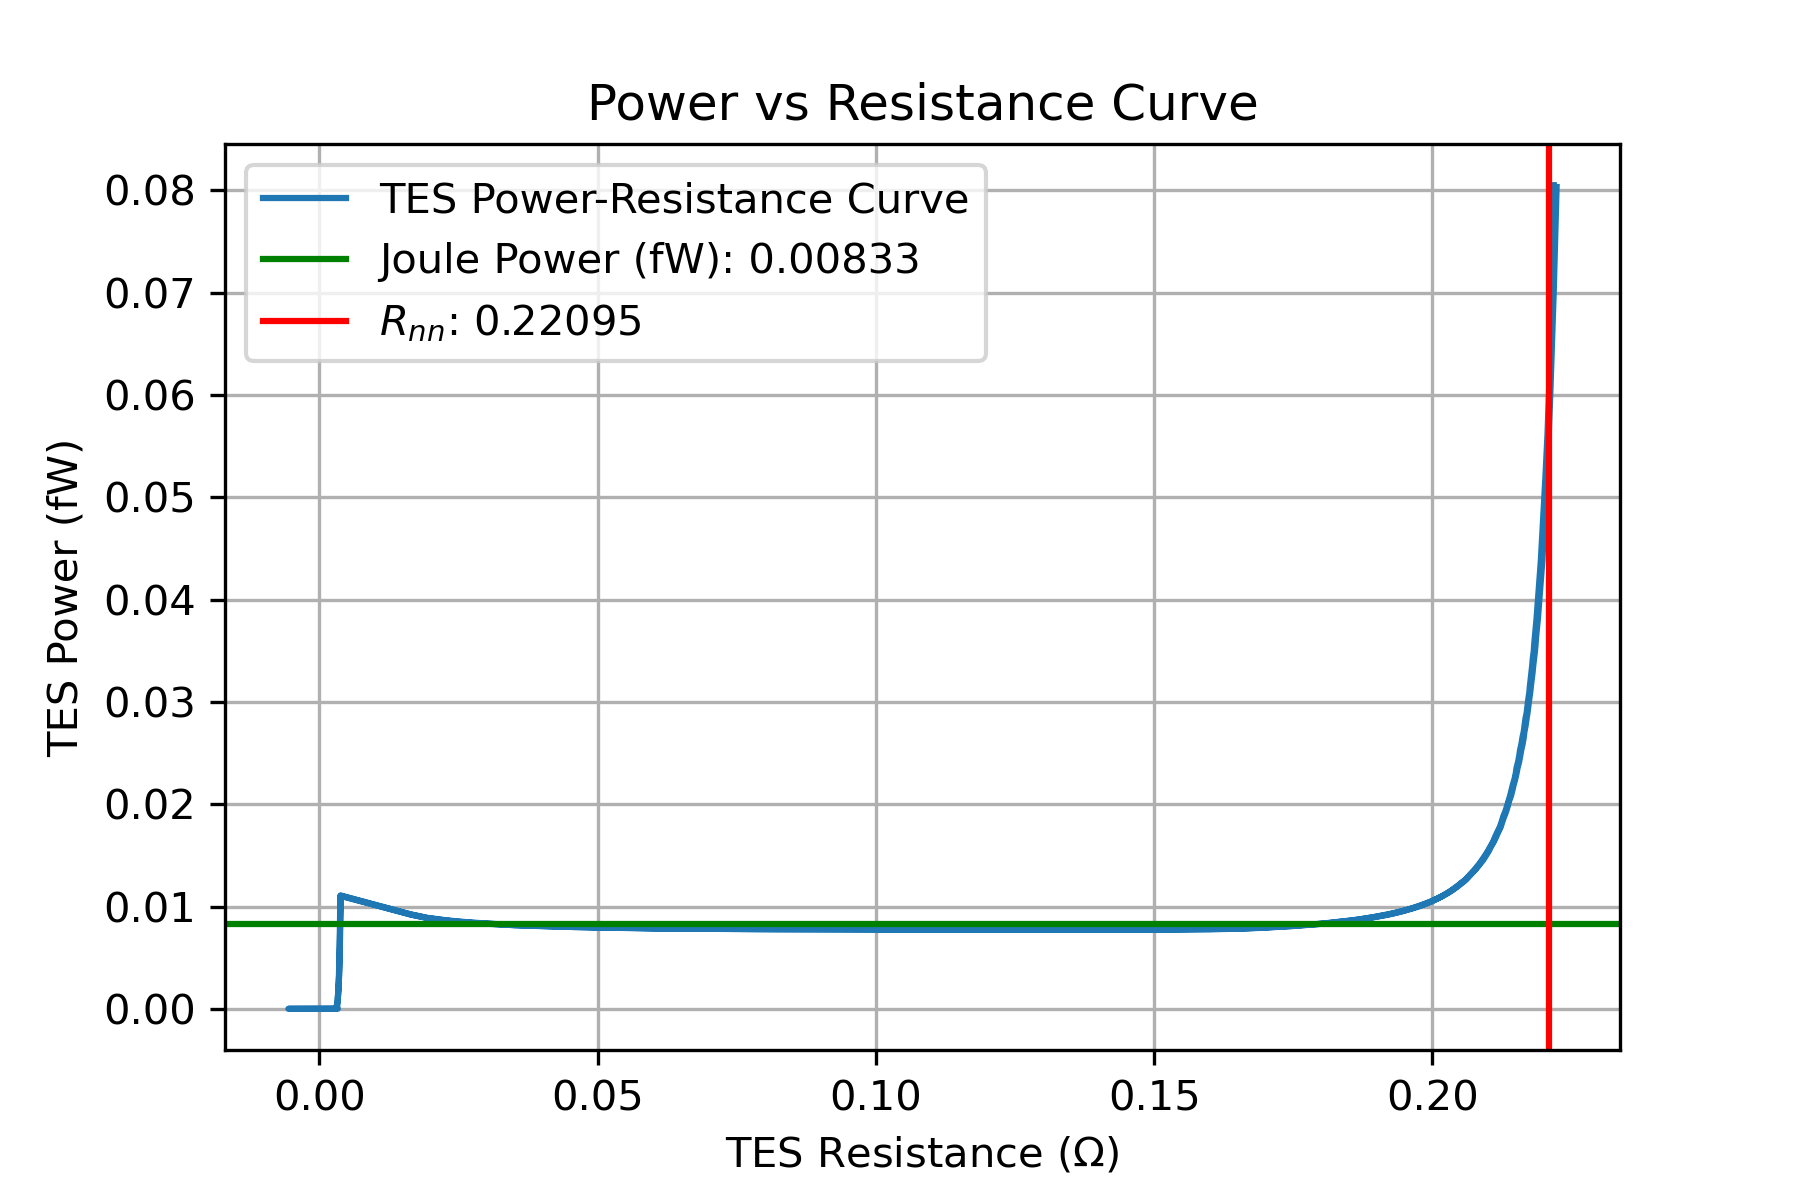 Power vs Resistance Curve
TES Power-Resistance Curve
Joule Power (fW): 0.00833
Rₙₙ: 0.22095
TES Power (fW)
0.08
0.07
0.06
0.05
0.04
0.03
0.02
0.01
0.00
0.00 0.05 0.10 0.15 0.20
TES Resistance (Ω)